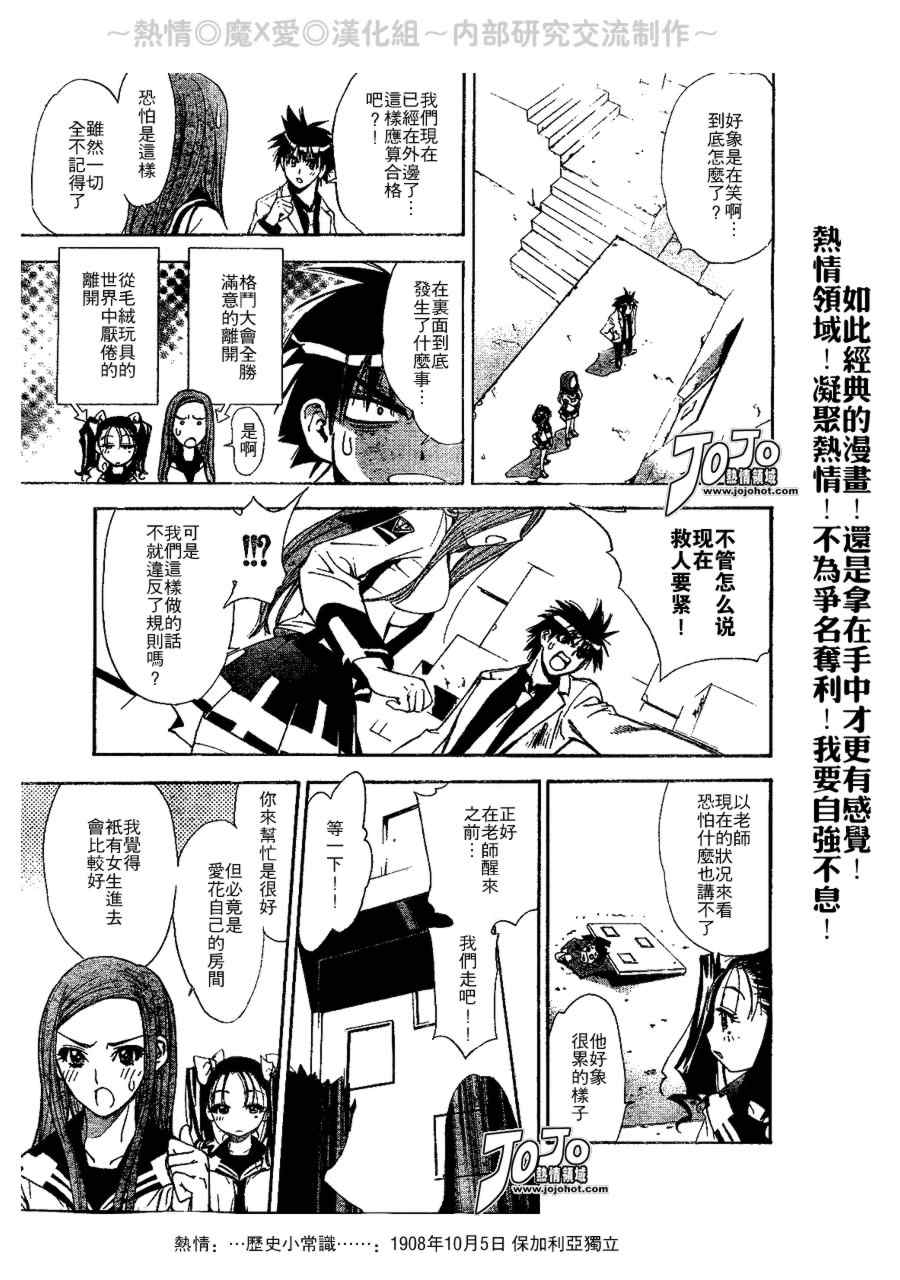 ～熱情◎魔X愛◎漢化組～内部研究交流制作～
好象是在笑啊…
到底怎麼了？
我們現在
已經在外邊了…
這樣應算合格
吧？！
恐怕是這樣
雖然一切
全不記得了
在裏面到底
發生了什麼事…
格鬥大會全勝
滿意的離開
從毛絨玩具的
世界中厭倦的
離開
是啊
JOJO
熱情領域
www.jojohot.com
不管怎么说
现在
救人要紧！
!!?
可是
我們這樣做的話
不就違反了規則嗎？
以老師
現在的狀況來看
恐怕什麼也講不了
他好象
很累的樣子
正好
在老師醒來
之前…
我們走吧！！
等一下！！
你來幫忙是很好
但必竟是
愛花自己的房間
我覺得
衹有女生進去
會比較好
JOJO
熱情領域
www.jojohot.com
如此經典的漫畫！還是拿在手中才更有感覺！
熱情領域！凝聚熱情！不為爭名奪利！我要自強不息！
熱情：…歷史小常識……：1908年10月5日 保加利亞獨立